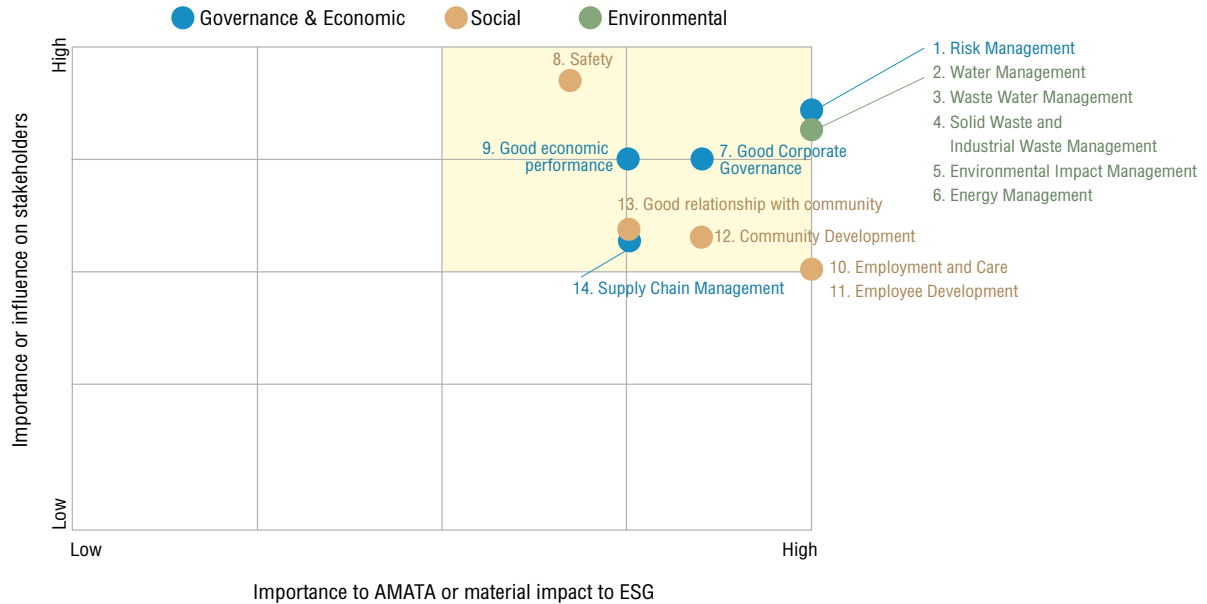 Governance & Economic
Social
Environmental
High
Importance or influence on stakeholders
Low
8. Safety
1. Risk Management
2. Water Management
3. Waste Water Management
4. Solid Waste and
Industrial Waste Management
5. Environmental Impact Management
6. Energy Management
9. Good economic
performance
7. Good Corporate
Governance
13. Good relationship with community
12. Community Development
10. Employment and Care
11. Employee Development
14. Supply Chain Management
Low
High
Importance to AMATA or material impact to ESG